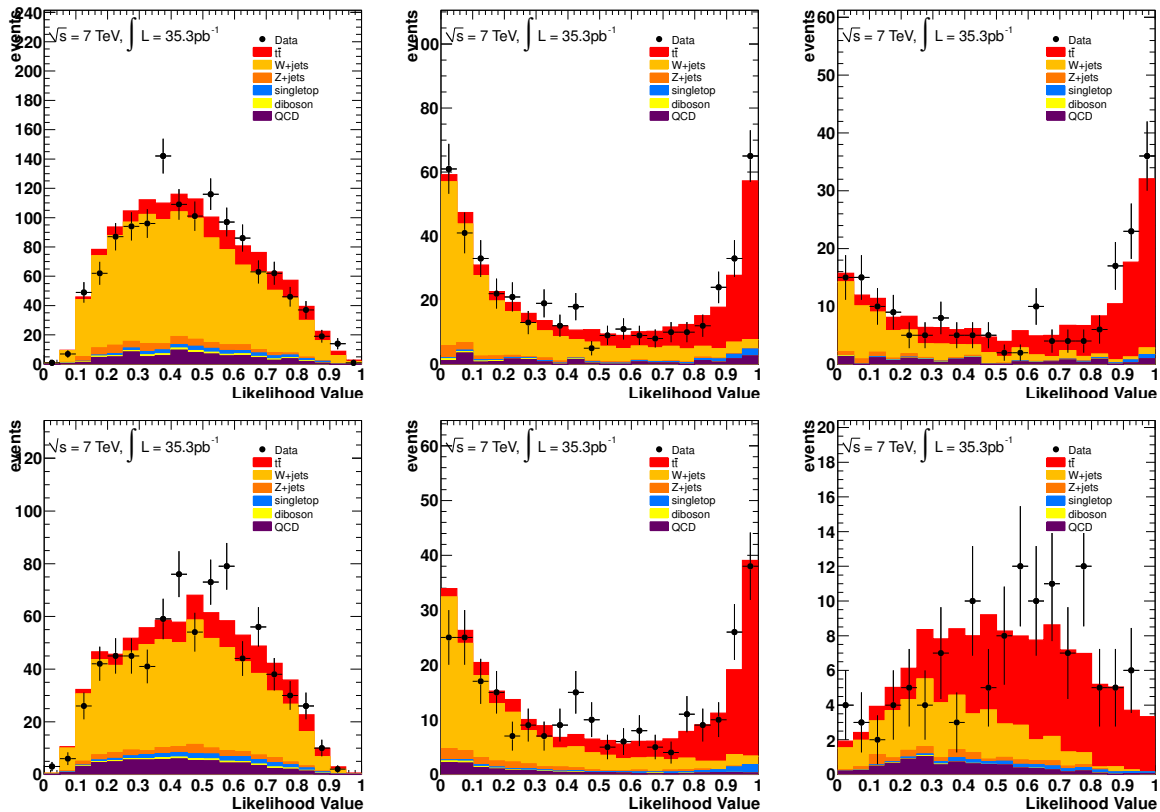 events
√s = 7 TeV, ∫ L = 35.3pb⁻¹
Data
tt̄
W+jets
Z+jets
singletop
diboson
QCD
240
220
200
180
160
140
120
100
80
60
40
20
0
0 0.1 0.2 0.3 0.4 0.5 0.6 0.7 0.8 0.9 1
Likelihood Value
events
√s = 7 TeV, ∫ L = 35.3pb⁻¹
Data
tt̄
W+jets
Z+jets
singletop
diboson
QCD
100
80
60
40
20
0
0 0.1 0.2 0.3 0.4 0.5 0.6 0.7 0.8 0.9 1
Likelihood Value
events
√s = 7 TeV, ∫ L = 35.3pb⁻¹
Data
tt̄
W+jets
Z+jets
singletop
diboson
QCD
60
50
40
30
20
10
0
0 0.1 0.2 0.3 0.4 0.5 0.6 0.7 0.8 0.9 1
Likelihood Value
events
√s = 7 TeV, ∫ L = 35.3pb⁻¹
Data
tt̄
W+jets
Z+jets
singletop
diboson
QCD
120
100
80
60
40
20
0
0 0.1 0.2 0.3 0.4 0.5 0.6 0.7 0.8 0.9 1
Likelihood Value
events
√s = 7 TeV, ∫ L = 35.3pb⁻¹
Data
tt̄
W+jets
Z+jets
singletop
diboson
QCD
60
50
40
30
20
10
0
0 0.1 0.2 0.3 0.4 0.5 0.6 0.7 0.8 0.9 1
Likelihood Value
events
√s = 7 TeV, ∫ L = 35.3pb⁻¹
Data
tt̄
W+jets
Z+jets
singletop
diboson
QCD
20
18
16
14
12
10
8
6
4
2
0
0 0.1 0.2 0.3 0.4 0.5 0.6 0.7 0.8 0.9 1
Likelihood Value